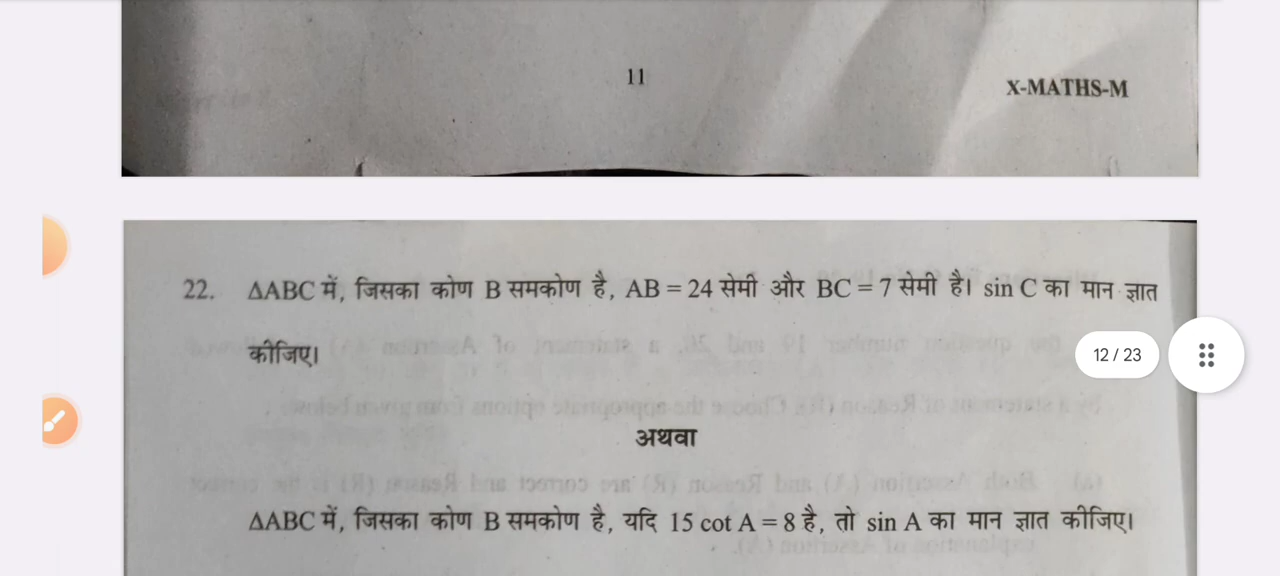 11
X-MATHS-M
22. ΔABC में, जिसका कोण B समकोण है, AB = 24 सेमी और BC = 7 सेमी है। sin C का मान ज्ञात
कीजिए।
12 / 23
अथवा
ΔABC में, जिसका कोण B समकोण है, यदि 15 cot A = 8 है, तो sin A का मान ज्ञात कीजिए।